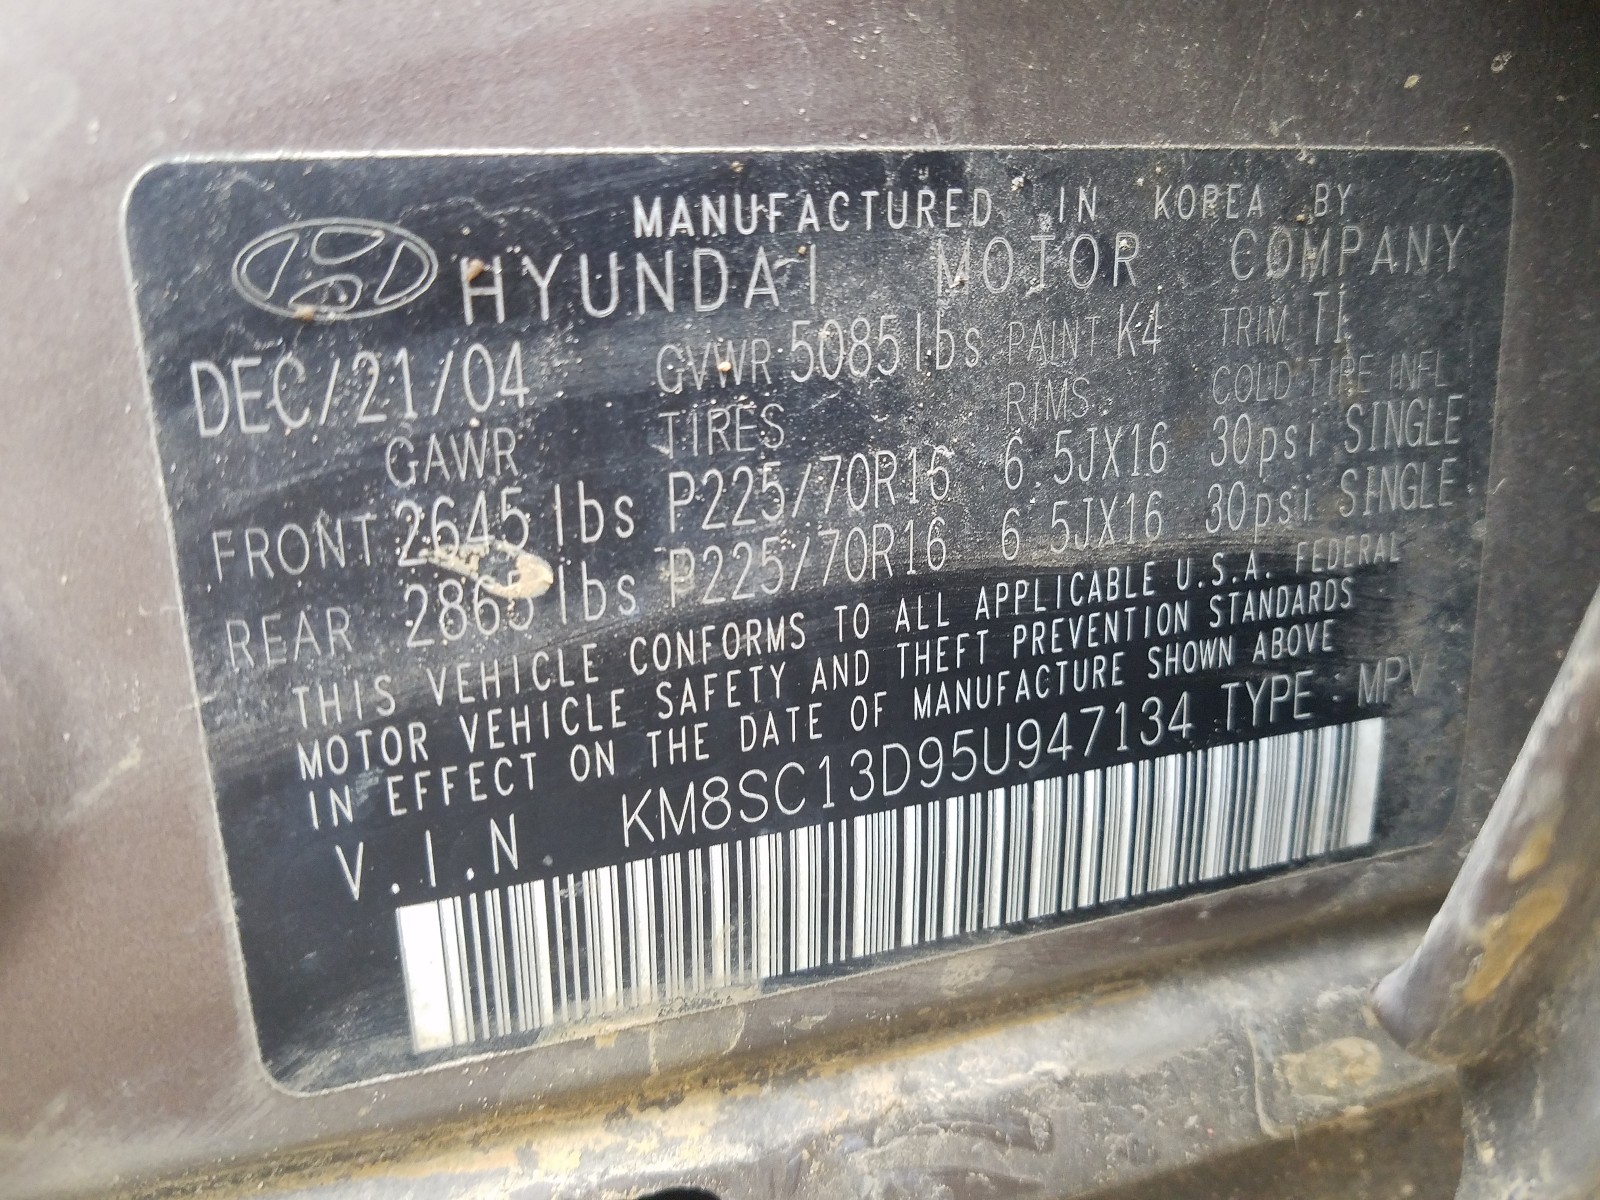 MANUFACTURED IN KOREA BY
HYUNDAI MOTOR COMPANY
DEC/21/04 GVWR 5085lbs PAINT K4 TRIM TI
GAWR TIRES RIMS COLD TIRE INFL
FRONT 2645 lbs P225/70R16 6.5JX16 30psi SINGLE
REAR 2865 lbs P225/70R16 6.5JX16 30psi SINGLE
THIS VEHICLE CONFORMS TO ALL APPLICABLE U.S.A. FEDERAL
MOTOR VEHICLE SAFETY AND THEFT PREVENTION STANDARDS
IN EFFECT ON THE DATE OF MANUFACTURE SHOWN ABOVE
V.I.N. KM8SC13D95U947134 TYPE : MPV